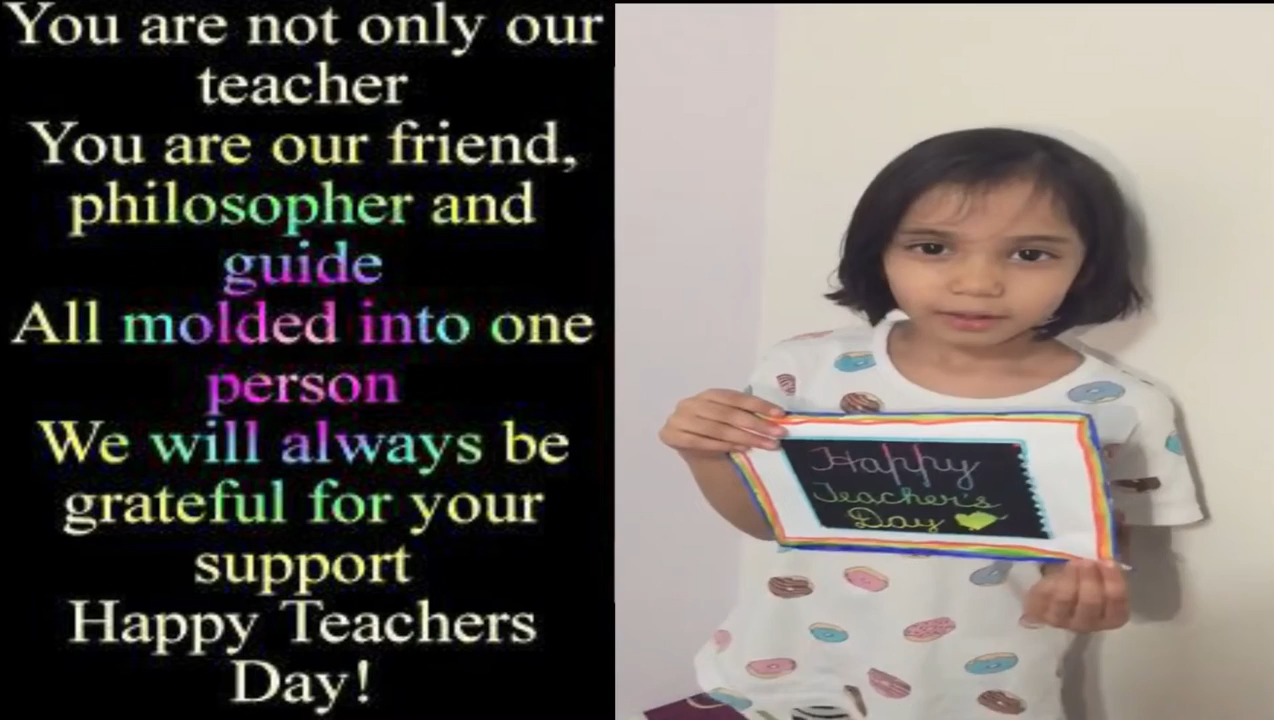 You are not only our
teacher
You are our friend,
philosopher and
guide
All molded into one
person
We will always be
grateful for your
support
Happy Teachers
Day!
Happy
Teacher's
Day